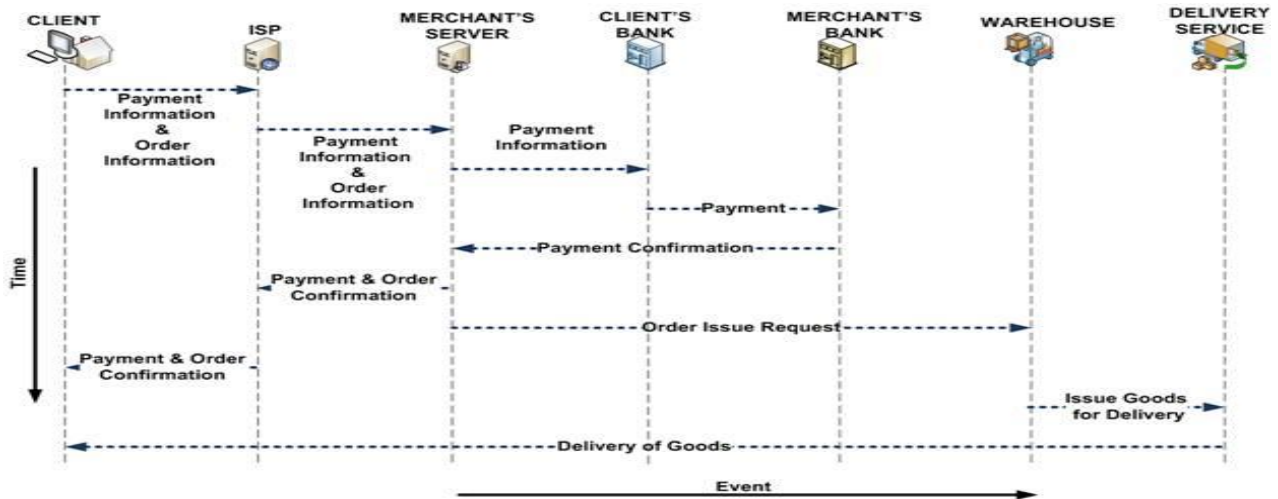 CLIENT
ISP
MERCHANT'S
SERVER
CLIENT'S
BANK
MERCHANT'S
BANK
WAREHOUSE
DELIVERY
SERVICE
Payment
Information
&
Order
Information
Payment
Information
&
Order
Information
Payment
Information
Payment
Payment Confirmation
Payment & Order
Confirmation
Order Issue Request
Payment & Order
Confirmation
Issue Goods
for Delivery
Delivery of Goods
Time
Event